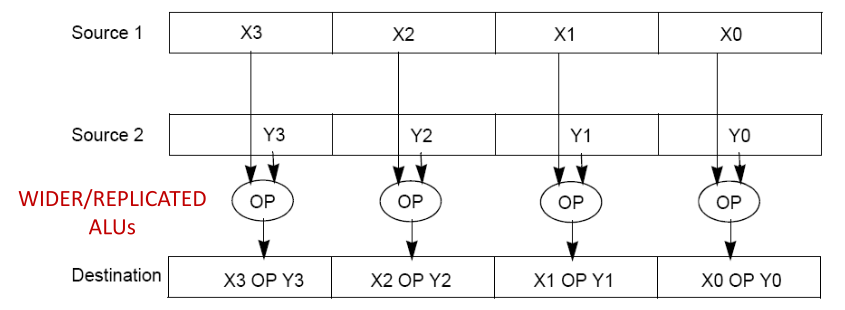 Source 1 X3 X2 X1 X0
Source 2 Y3 Y2 Y1 Y0
WIDER/REPLICATED
ALUs
OP OP OP OP
Destination X3 OP Y3 X2 OP Y2 X1 OP Y1 X0 OP Y0